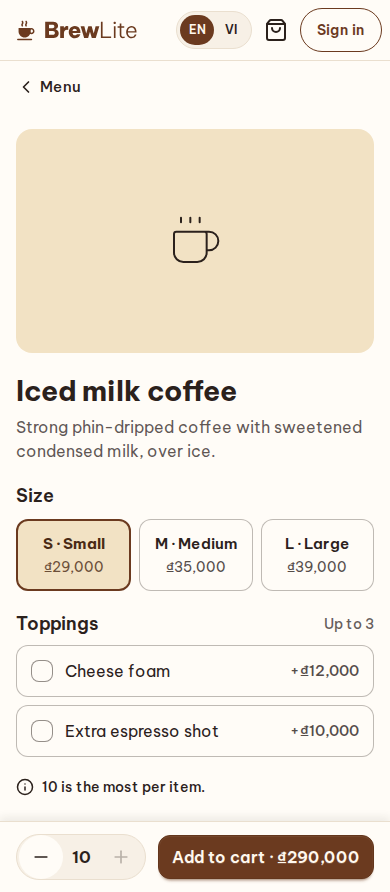 BrewLite
EN VI
Sign in
Menu
Iced milk coffee
Strong phin-dripped coffee with sweetened
condensed milk, over ice.
Size
S · Small
₫29,000
M · Medium
₫35,000
L · Large
₫39,000
Toppings
Up to 3
Cheese foam
+₫12,000
Extra espresso shot
+₫10,000
10 is the most per item.
− 10 +
Add to cart · ₫290,000